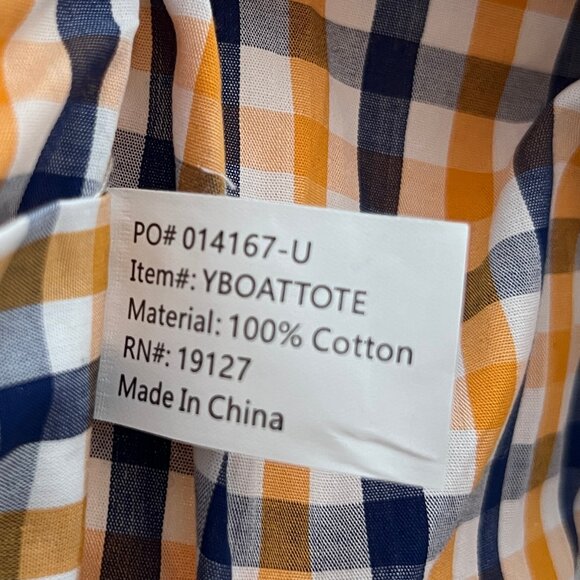 PO# 014167-U
Item#: YBOATTOTE
Material: 100% Cotton
RN#: 19127
Made In China